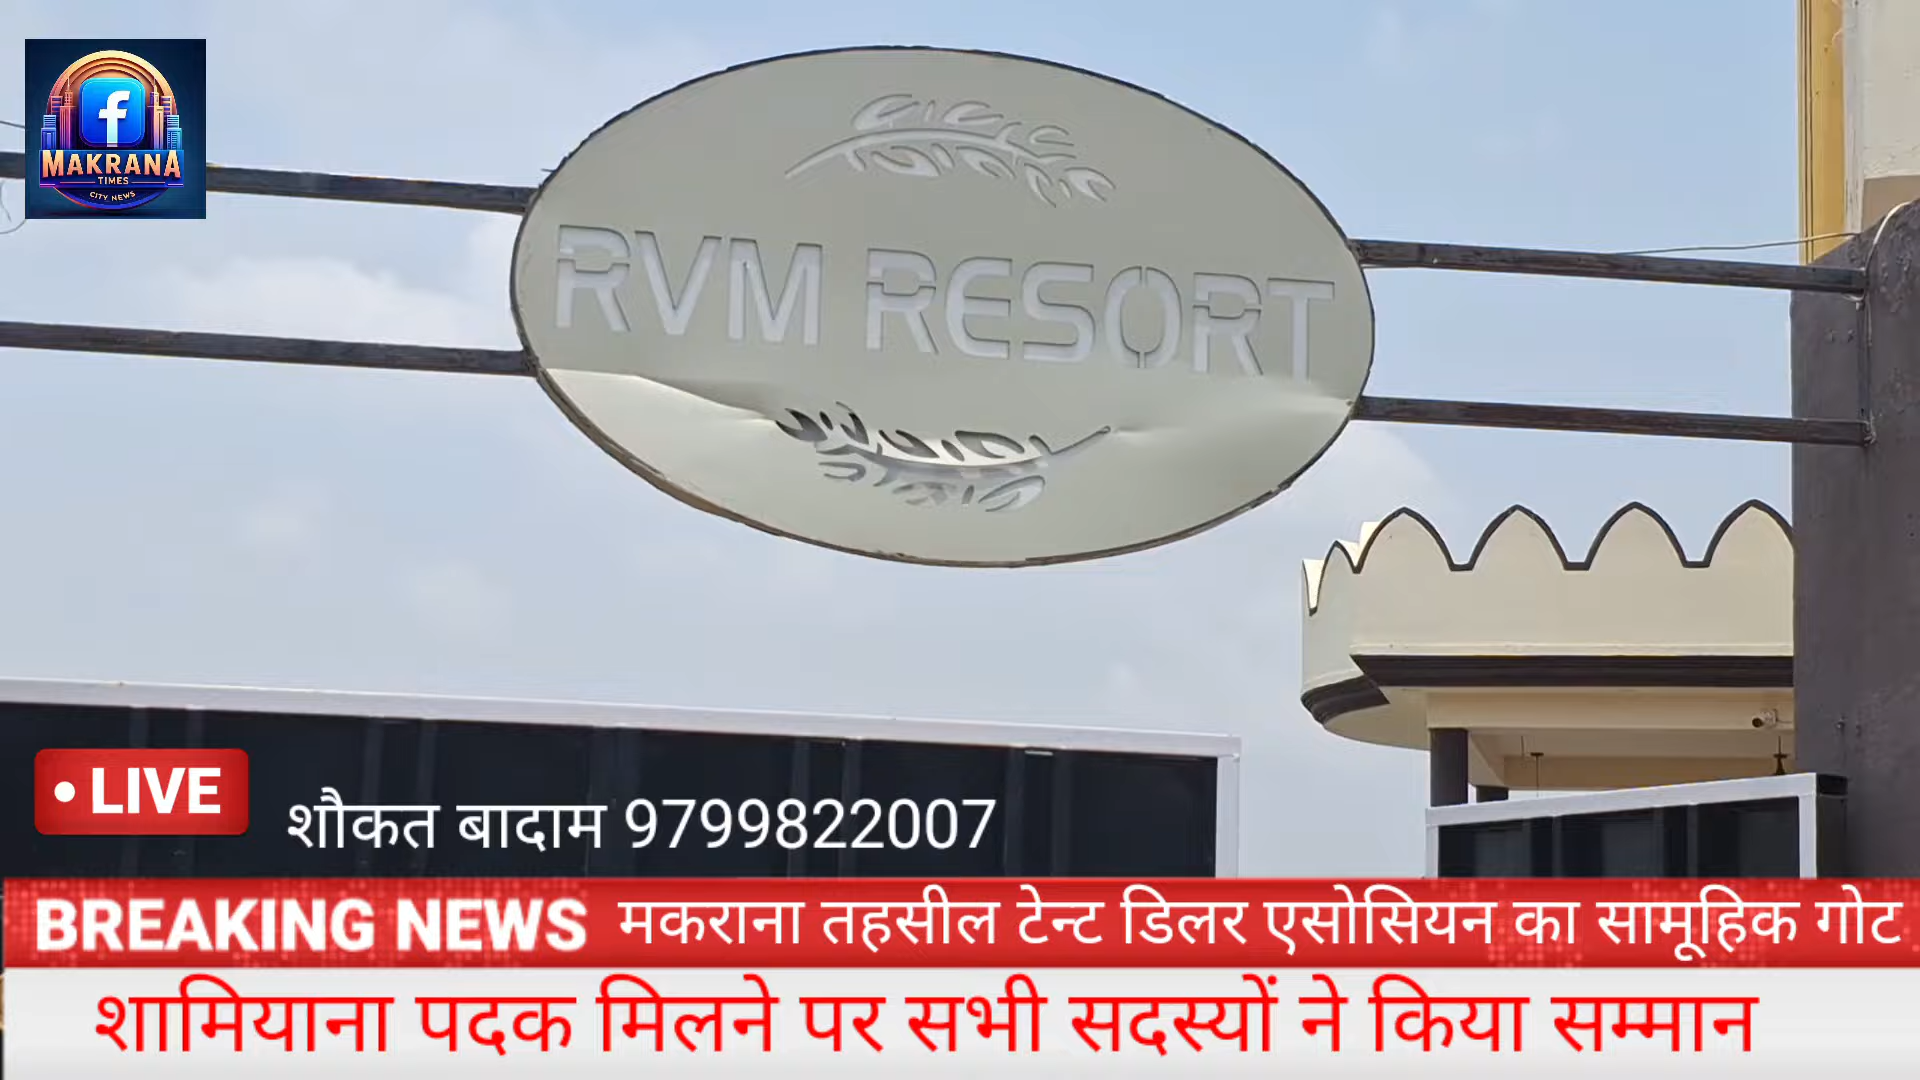 f
MAKRANA
TIMES
CITY NEWS
RVM RESORT
• LIVE
शौकत बादाम 9799822007
BREAKING NEWS मकराना तहसील टेन्ट डिलर एसोसियन का सामूहिक गोट
शामियाना पदक मिलने पर सभी सदस्यों ने किया सम्मान